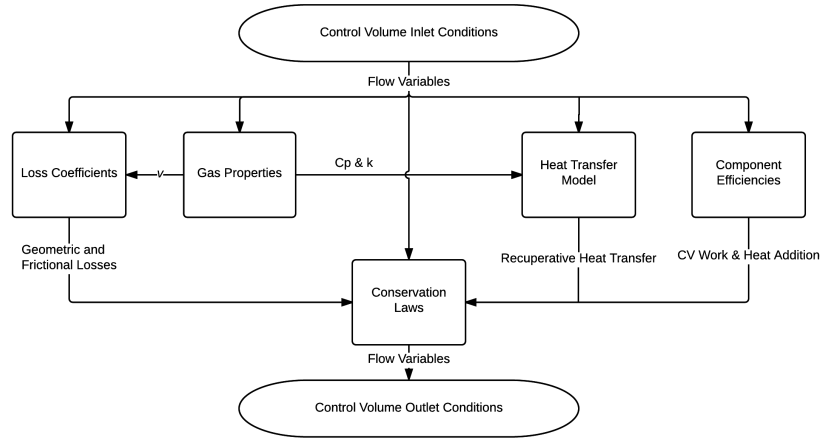 Control Volume Inlet Conditions
Flow Variables
Loss Coefficients
v
Gas Properties
Cp & k
Heat Transfer
Model
Component
Efficiencies
Geometric and
Frictional Losses
Recuperative Heat Transfer
CV Work & Heat Addition
Conservation
Laws
Flow Variables
Control Volume Outlet Conditions